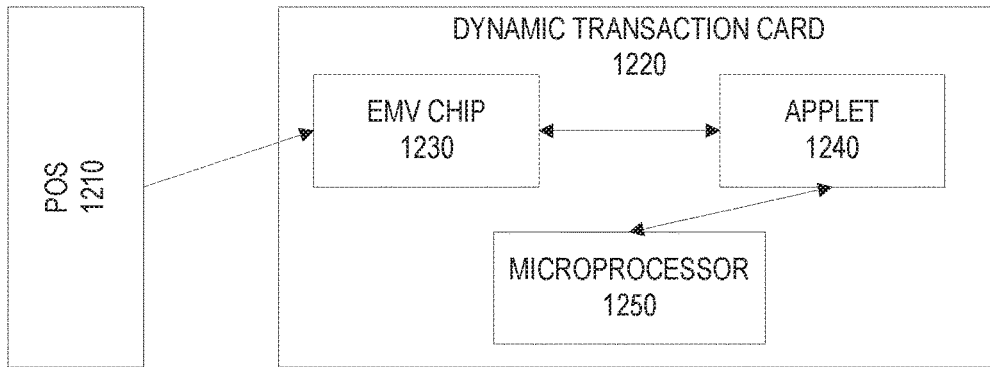 POS
1210
DYNAMIC TRANSACTION CARD
1220
EMV CHIP
1230
APPLET
1240
MICROPROCESSOR
1250